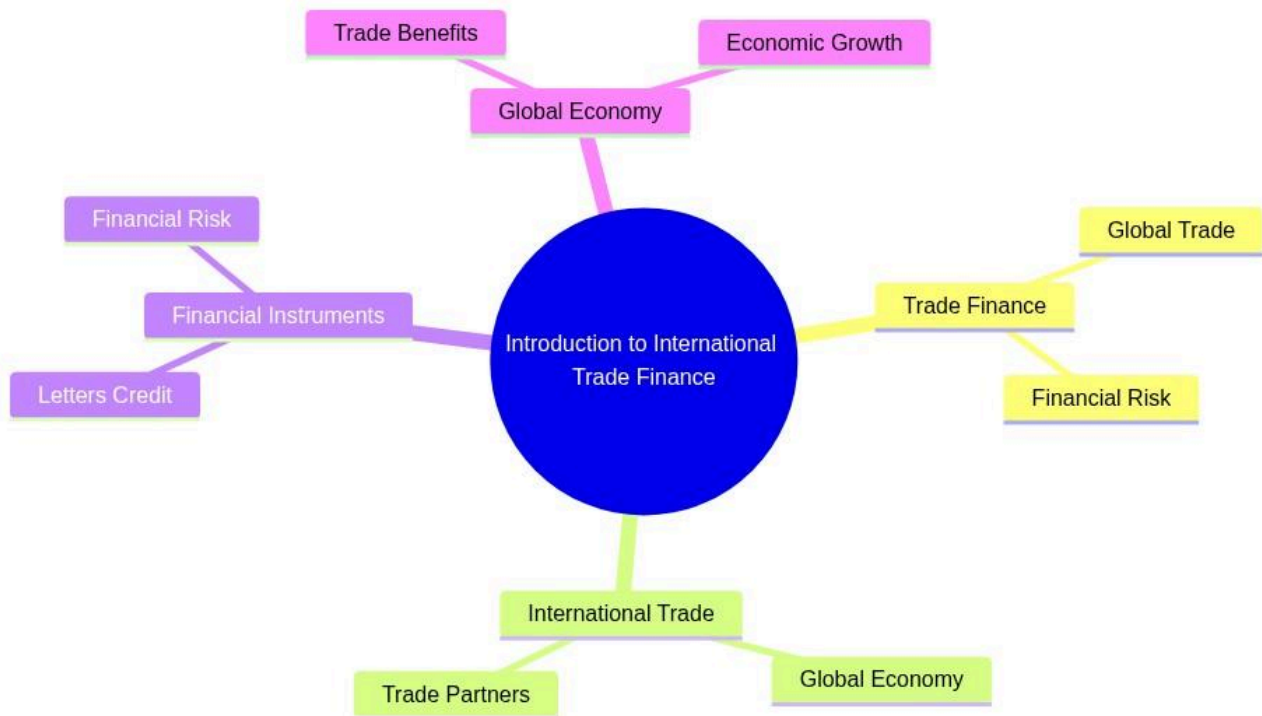 Trade Benefits
Economic Growth
Global Economy
Financial Risk
Global Trade
Financial Instruments
Trade Finance
Introduction to International
Trade Finance
Letters Credit
Financial Risk
International Trade
Trade Partners
Global Economy